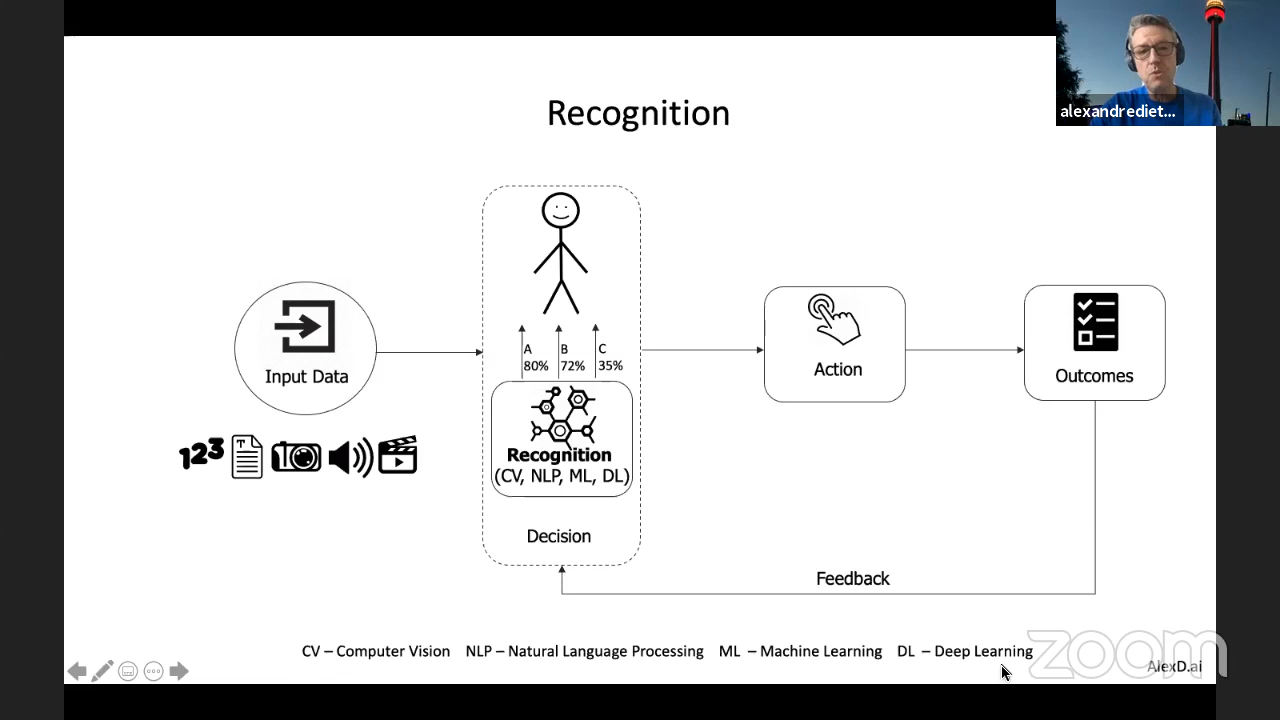 alexandrediet...
Recognition
A
80%
B
72%
C
35%
Input Data
123
T
Recognition
(CV, NLP, ML, DL)
Decision
Action
Outcomes
Feedback
CV – Computer Vision NLP – Natural Language Processing ML – Machine Learning DL – Deep Learning
zoom
AlexD.ai